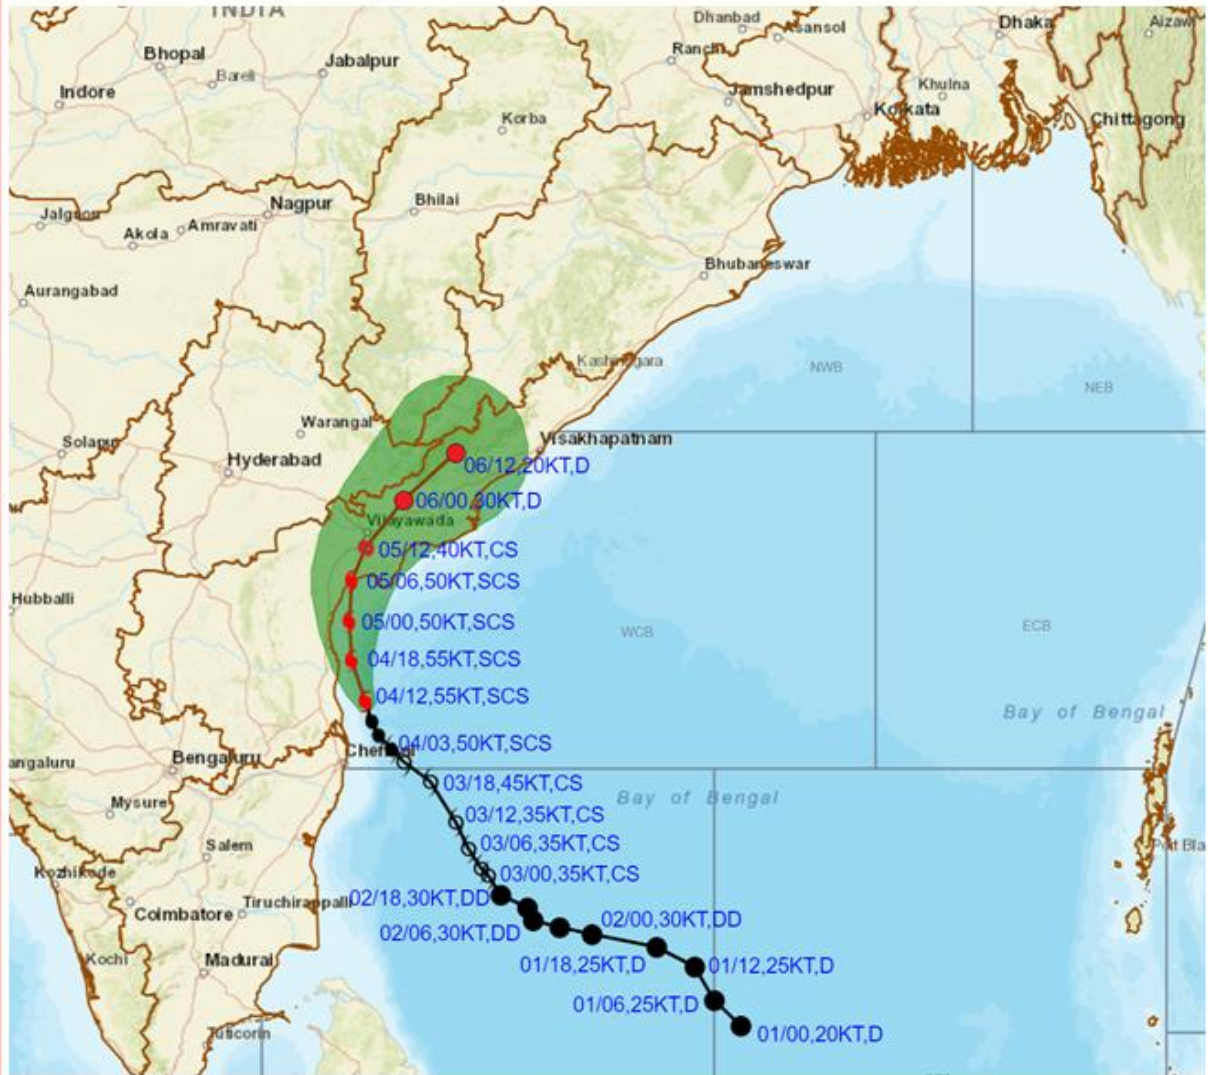 INDIA
Dhanbad
Asansol
Dhaka
Aizaw
Bhopal
Jabalpur
Ranchi
Bareli
Indore
Khulna
Jamshedpur
Kolkata
Korba
Chittagong
Nagpur
Bhilai
Jalgaon
Amravati
Akola
Bhubaneswar
Aurangabad
Kashinagara
NWB
NEB
Warangal
Solapur
Visakhapatnam
Hyderabad
06/12,20KT,D
06/00,30KT,D
Vijayawada
05/12,40KT,CS
05/06,50KT,SCS
Hubballi
05/00,50KT,SCS
WCB
ECB
04/18,55KT,SCS
04/12,55KT,SCS
Bay of Bengal
04/03,50KT,SCS
Chennai
Bengaluru
angaluru
03/18,45KT,CS
Bay of Bengal
Mysure
03/12,35KT,CS
03/06,35KT,CS
Salem
Port Bla
Kozhikode
03/00,35KT,CS
02/18,30KT,DD
Tiruchirappalli
Coimbatore
02/00,30KT,DD
02/06,30KT,DD
Kochi
Madurai
01/18,25KT,D
01/12,25KT,D
01/06,25KT,D
Tuticorin
01/00,20KT,D